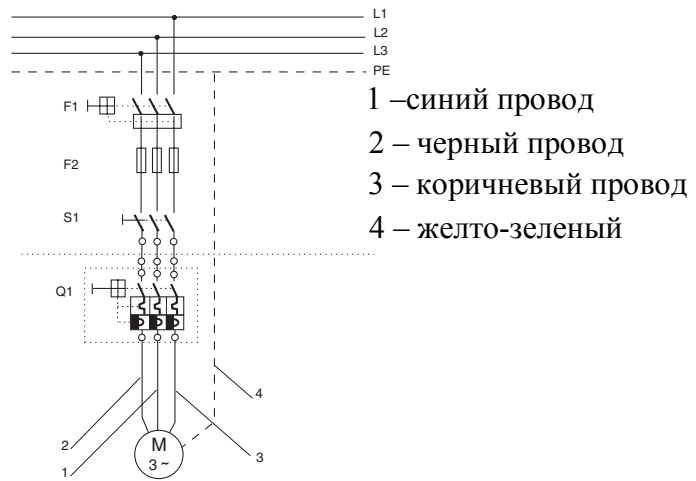 L1
L2
L3
PE
F1
F2
S1
Q1
1 –синий провод
2 – черный провод
3 – коричневый провод
4 – желто-зеленый
4
2
1
3
M
3 ~